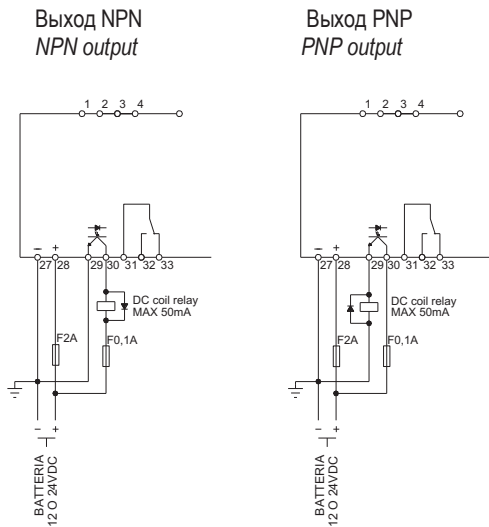 Выход NPN
NPN output
1 2 3 4
– +
27 28 29 30 31 32 33
DC coil relay
MAX 50mA
F2A
F0,1A
– +
BATTERIA
12 O 24VDC
Выход PNP
PNP output
1 2 3 4
– +
27 28 29 30 31 32 33
DC coil relay
MAX 50mA
F2A
F0,1A
– +
BATTERIA
12 O 24VDC